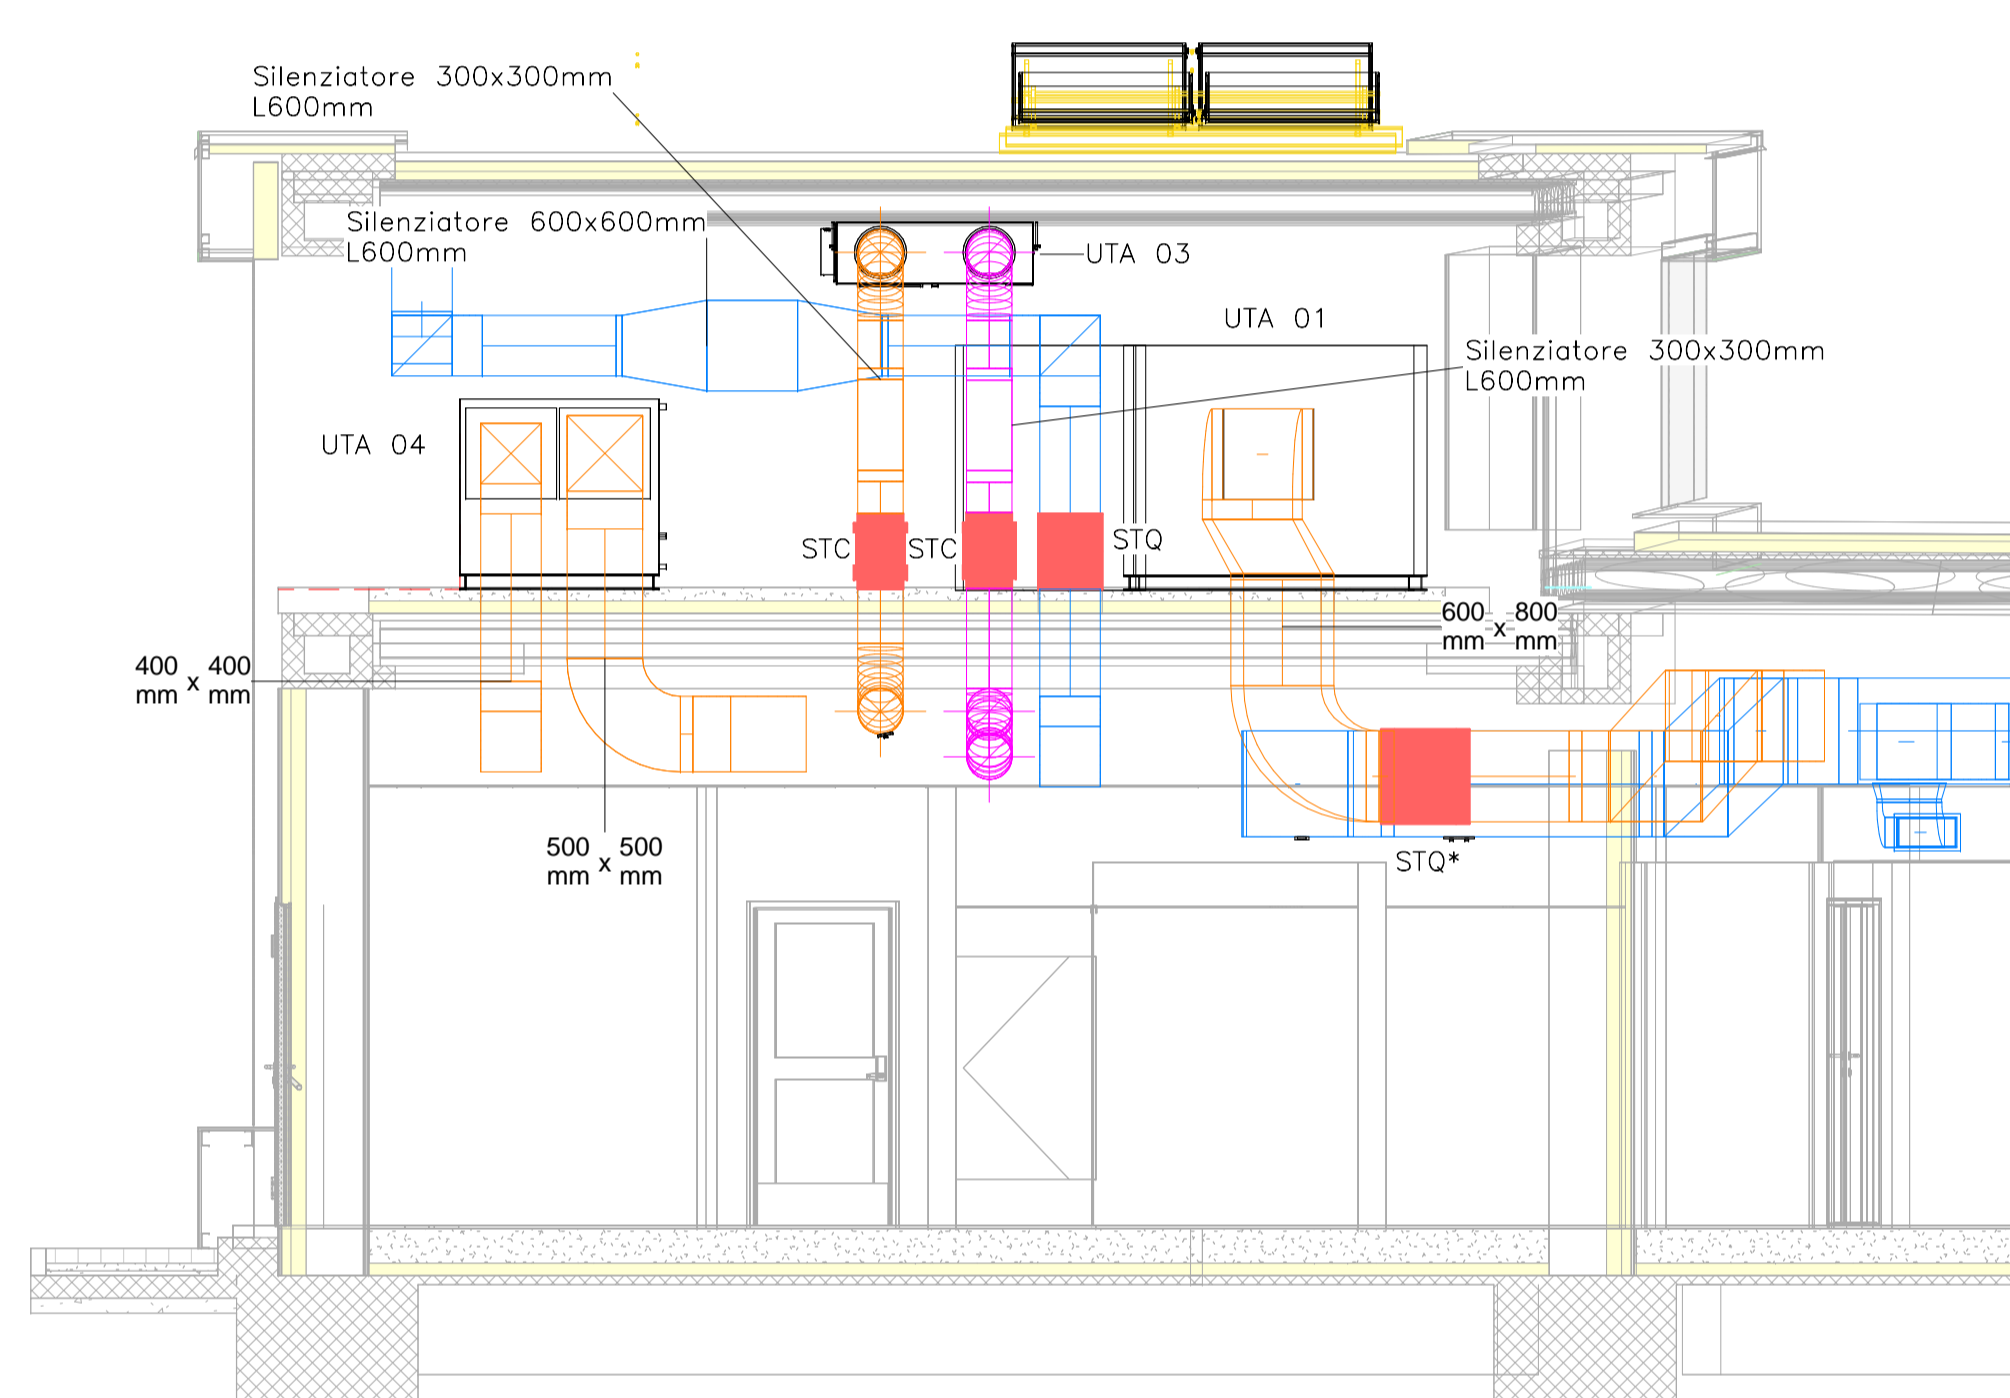 Silenziatore 300x300mm
L600mm
Silenziatore 600x600mm
L600mm
UTA 03
UTA 01
Silenziatore 300x300mm
L600mm
UTA 04
STC
STC
STQ
600 mm x 800 mm
400 mm x 400 mm
500 mm x 500 mm
STQ*